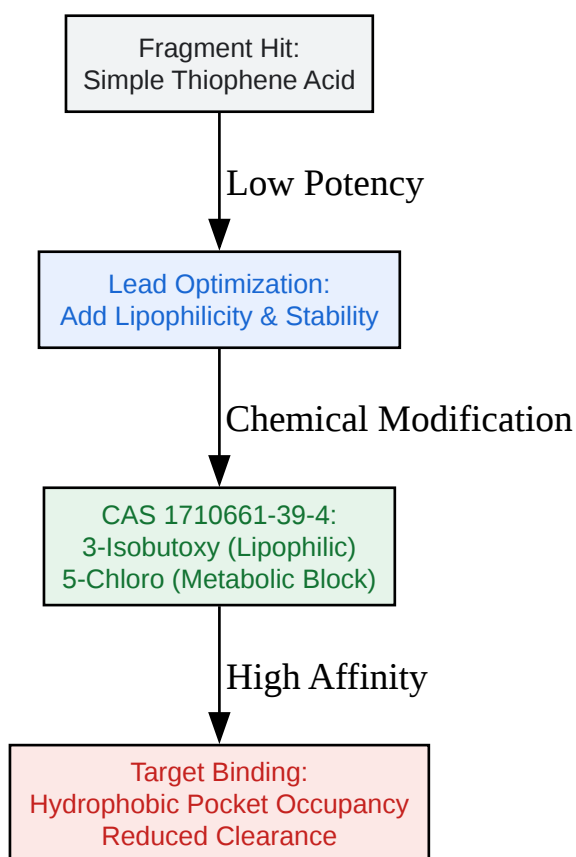 Fragment Hit:
Simple Thiophene Acid
Low Potency
Lead Optimization:
Add Lipophilicity & Stability
Chemical Modification
CAS 1710661-39-4:
3-Isobutoxy (Lipophilic)
5-Chloro (Metabolic Block)
High Affinity
Target Binding:
Hydrophobic Pocket Occupancy
Reduced Clearance